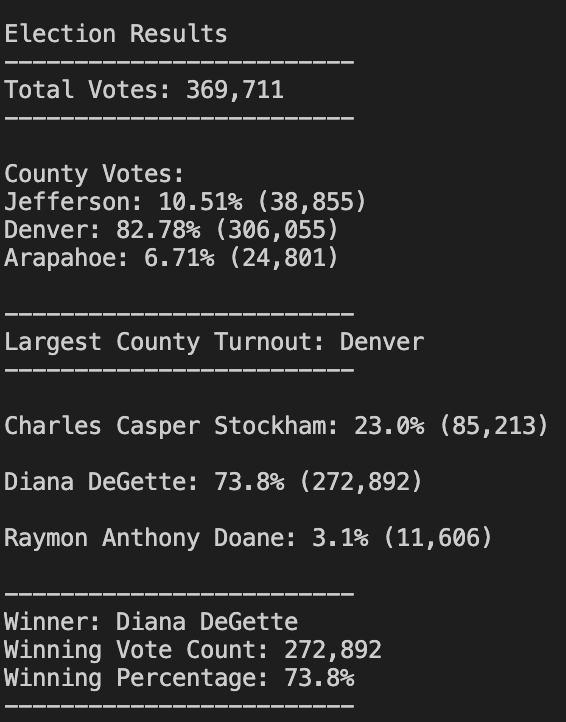 Election Results
-------------------------
Total Votes: 369,711
-------------------------
County Votes:
Jefferson: 10.51% (38,855)
Denver: 82.78% (306,055)
Arapahoe: 6.71% (24,801)
-------------------------
Largest County Turnout: Denver
-------------------------
Charles Casper Stockham: 23.0% (85,213)
Diana DeGette: 73.8% (272,892)
Raymon Anthony Doane: 3.1% (11,606)
-------------------------
Winner: Diana DeGette
Winning Vote Count: 272,892
Winning Percentage: 73.8%
-------------------------